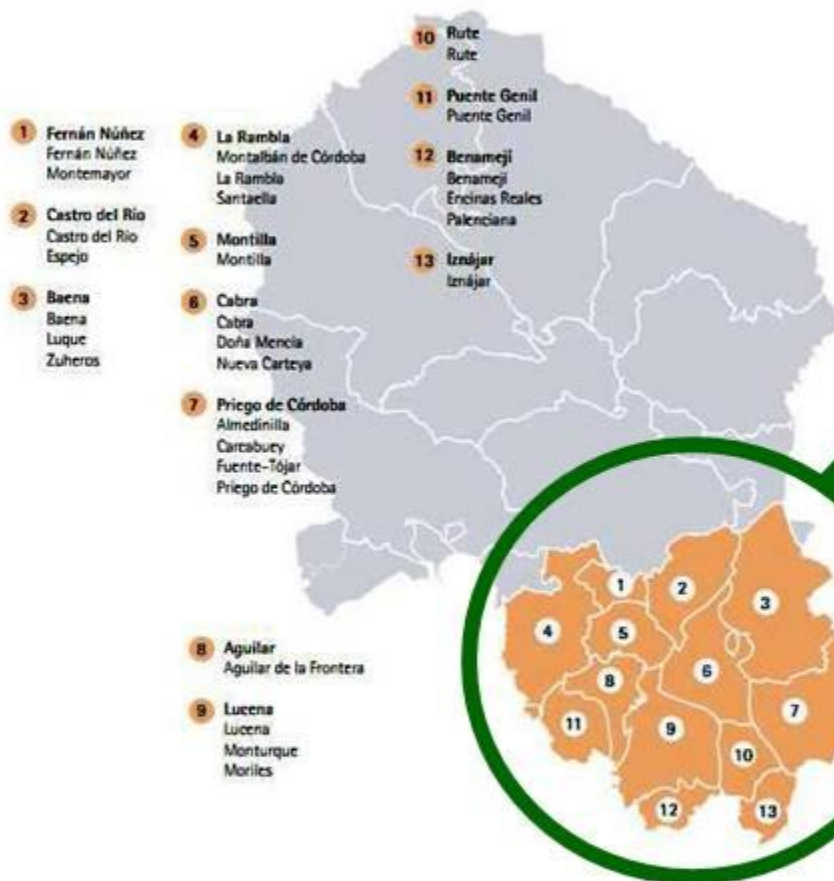 1 Fernán Núñez
Fernán Núñez
Montemayor
2 Castro del Río
Castro del Río
Espejo
3 Baena
Baena
Luque
Zuheros
4 La Rambla
Montalbán de Córdoba
La Rambla
Santaella
5 Montilla
Montilla
6 Cabra
Cabra
Doña Mencía
Nueva Carteya
7 Priego de Córdoba
Almedinilla
Carcabuey
Fuente-Tójar
Priego de Córdoba
8 Aguilar
Aguilar de la Frontera
9 Lucena
Lucena
Monturque
Moriles
10 Rute
Rute
11 Puente Genil
Puente Genil
12 Benamejí
Benamejí
Encinas Reales
Palenciana
13 Iznájar
Iznájar
1
2
3
4
5
6
8
7
11
9
10
12
13